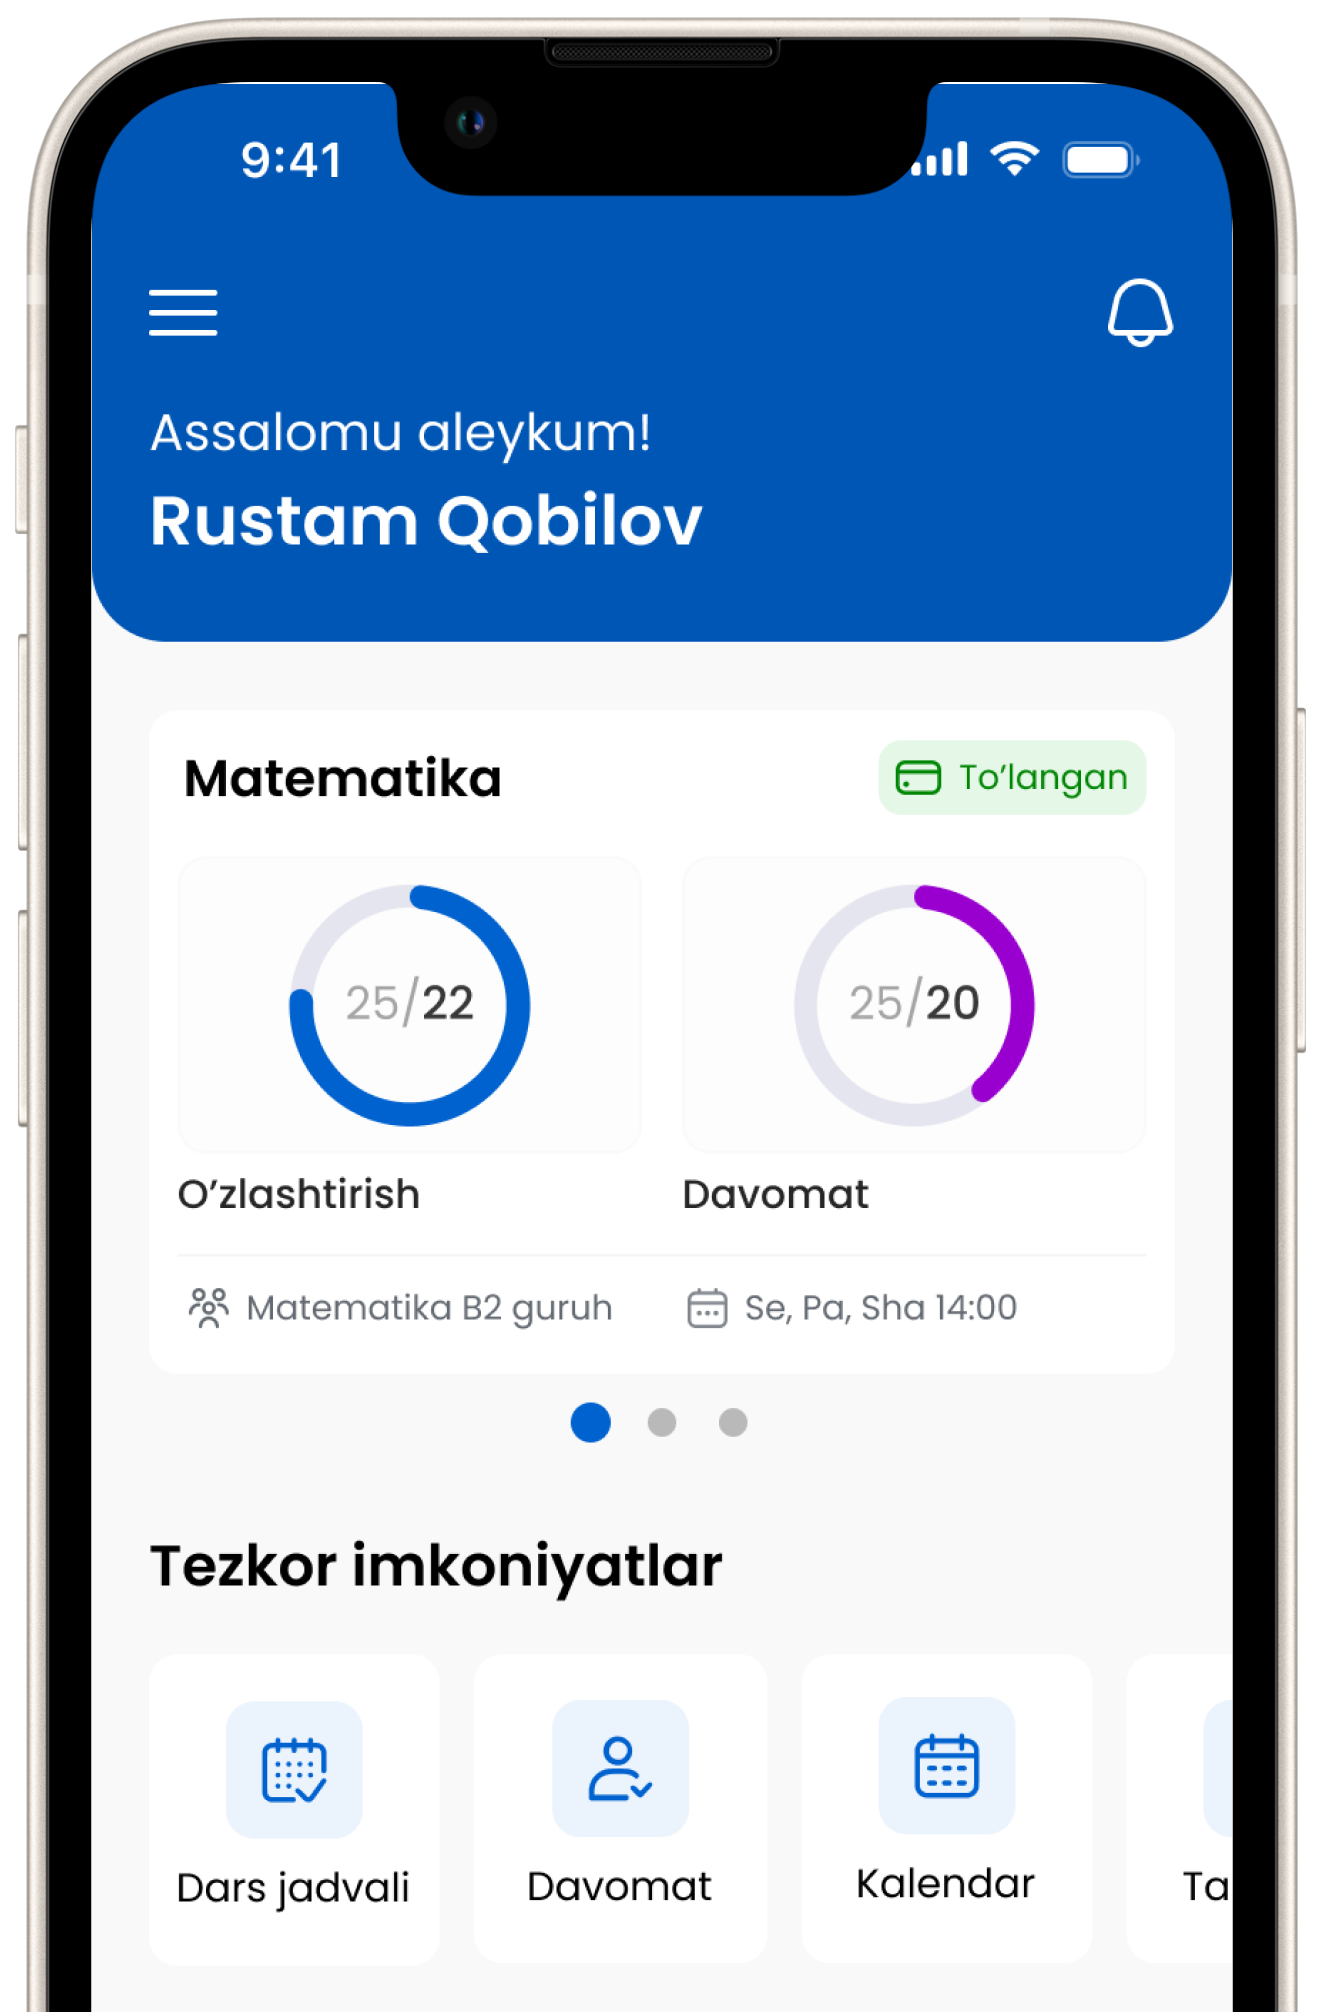 9:41
Assalomu aleykum!
Rustam Qobilov
Matematika
To’langan
25/22
25/20
O’zlashtirish
Davomat
Matematika B2 guruh
Se, Pa, Sha 14:00
Tezkor imkoniyatlar
Dars jadvali
Davomat
Kalendar
Ta